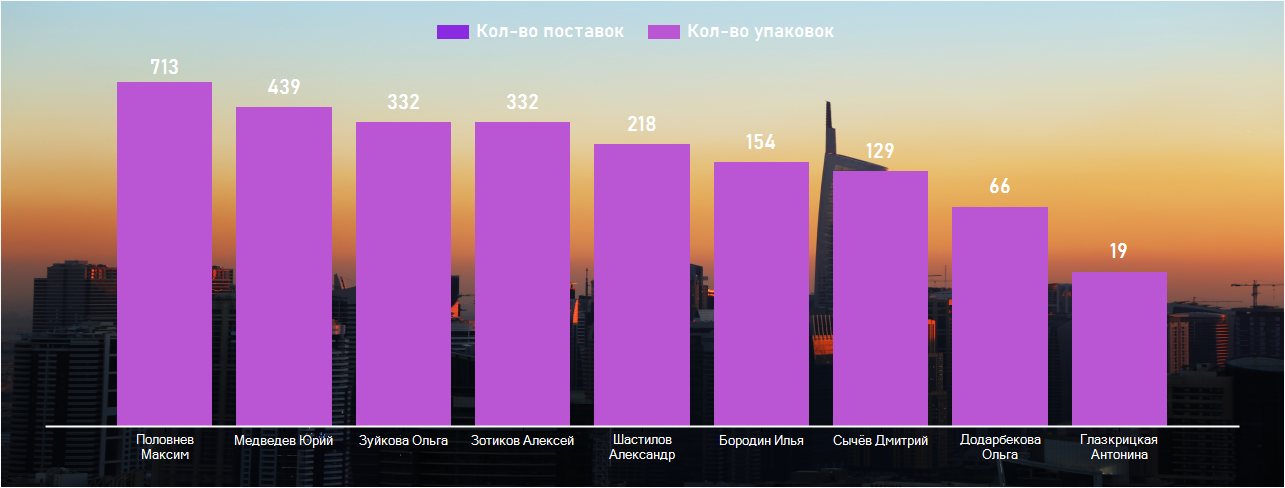 Кол-во поставок Кол-во упаковок
713
439
332
332
218
154
129
66
19
Половнев
Максим
Медведев Юрий
Зуйкова Ольга
Зотиков Алексей
Шастилов
Александр
Бородин Илья
Сычёв Дмитрий
Додарбекова
Ольга
Глазкрицкая
Антонина